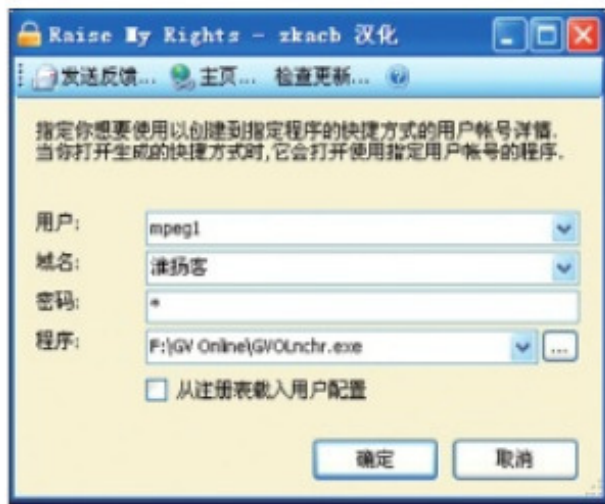 Raise My Rights - zkacb 汉化
发送反馈... 主页... 检查更新...
指定你想要使用以创建到指定程序的快捷方式的用户帐号详情.
当你打开生成的快捷方式时,它会打开使用指定用户帐号的程序.
用户: mpeg1
域名: 淮扬客
密码: *
程序: F:\GV Online\GVOLnchr.exe ...
从注册表载入用户配置
确定 取消